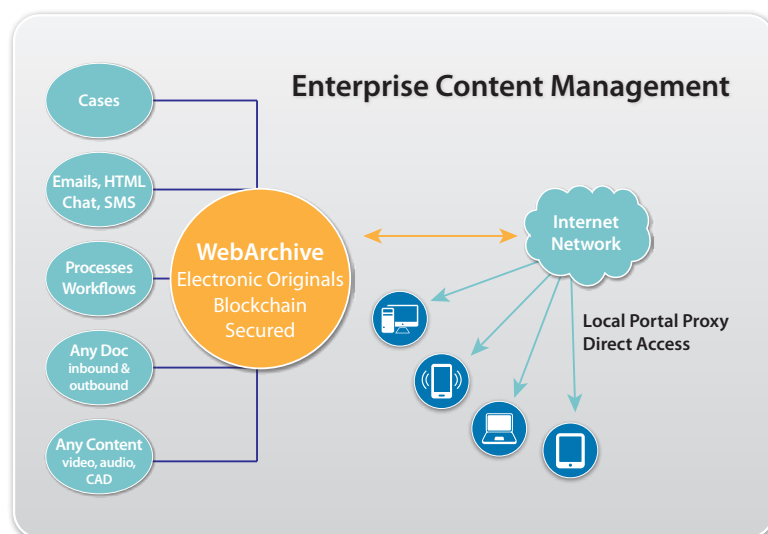 Enterprise Content Management
Cases
Emails, HTML
Chat, SMS
Processes
Workflows
Any Doc
inbound &
outbound
Any Content
video, audio,
CAD
WebArchive
Electronic Originals
Blockchain
Secured
Internet
Network
Local Portal Proxy
Direct Access